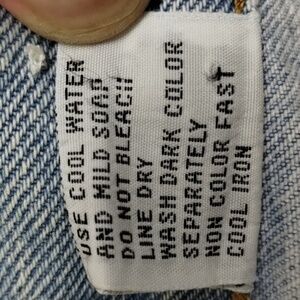 USE COOL WATER
AND MILD SOAP
DO NOT BLEACH
LINE DRY
WASH DARK COLOR
SEPARATELY
NON COLOR FAST
COOL IRON